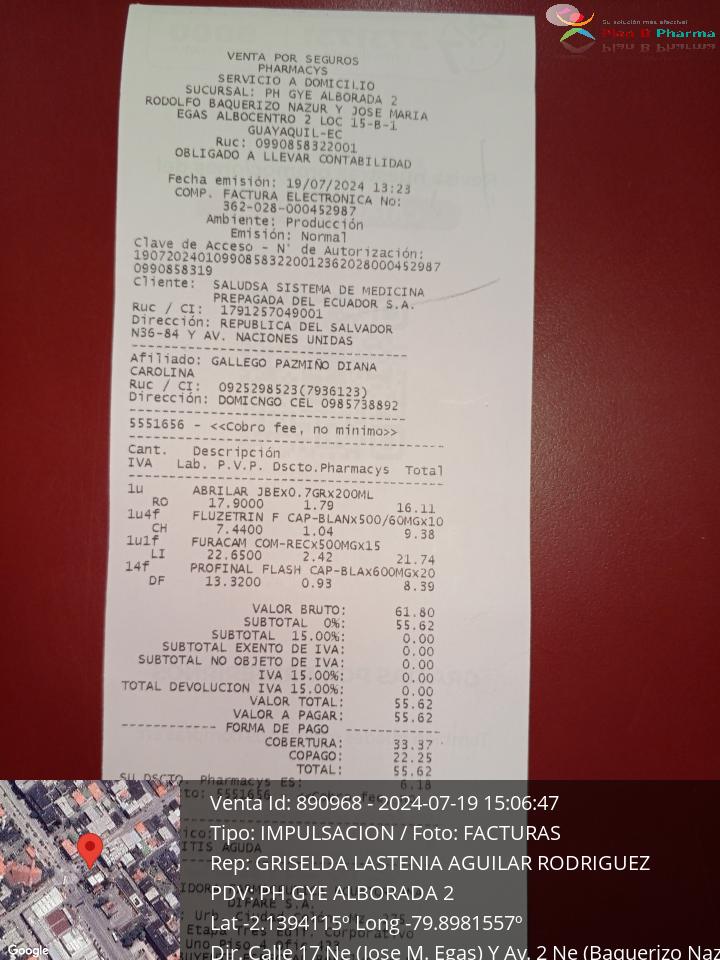 Su solución más efectiva!
Plan B Pharma
VENTA POR SEGUROS
PHARMACYS
SERVICIO A DOMICILIO
SUCURSAL: PH GYE ALBORADA 2
RODOLFO BAQUERIZO NAZUR Y JOSE MARIA
EGAS ALBOCENTRO 2 LOC 15-B-1
GUAYAQUIL-EC
Ruc: 0990858322001
OBLIGADO A LLEVAR CONTABILIDAD
Fecha emisión: 19/07/2024 13:23
COMP. FACTURA ELECTRONICA No:
362-028-000452987
Ambiente: Producción
Emisión: Normal
Clave de Acceso - N° de Autorización:
190720240109908583220012362028000452987
0990858319
Cliente: SALUDSA SISTEMA DE MEDICINA
PREPAGADA DEL ECUADOR S.A.
Ruc / CI: 1791257049001
Dirección: REPUBLICA DEL SALVADOR
N36-84 Y AV. NACIONES UNIDAS
Afiliado: GALLEGO PAZMIÑO DIANA
CAROLINA
Ruc / CI: 0925298523(7936123)
Dirección: DOMICNGO CEL 0985738892
5551656 - <<Cobro fee, no minimo>>
Cant. Descripción
IVA Lab. P.V.P. Dscto.Pharmacys Total
1u ABRILAR JBEx0.7GRx200ML
RO 17.9000 1.79 16.11
1u4f FLUZETRIN F CAP-BLANx500/60MGx10
CH 7.4400 1.04 9.38
1u1f FURACAM COM-RECx500MGx15
LI 22.6500 2.42 21.74
14f PROFINAL FLASH CAP-BLAx600MGx20
DF 13.3200 0.93 8.39
VALOR BRUTO: 61.80
SUBTOTAL 0%: 55.62
SUBTOTAL 15.00%: 0.00
SUBTOTAL EXENTO DE IVA: 0.00
SUBTOTAL NO OBJETO DE IVA: 0.00
IVA 15.00%: 0.00
TOTAL DEVOLUCION IVA 15.00%: 0.00
VALOR TOTAL: 55.62
VALOR A PAGAR: 55.62
----------- FORMA DE PAGO -----------
COBERTURA: 33.37
COPAGO: 22.25
TOTAL: 55.62
SU DSCTO. Pharmacys ES: 6.18
Venta Id: 890968 - 2024-07-19 15:06:47
Tipo: IMPULSACION / Foto: FACTURAS
Rep: GRISELDA LASTENIA AGUILAR RODRIGUEZ
PDV: PH GYE ALBORADA 2
Lat -2.1394115º Long -79.8981557º
Dir. Calle 17 Ne (Jose M. Egas) Y Av. 2 Ne (Baquerizo Naz
Google